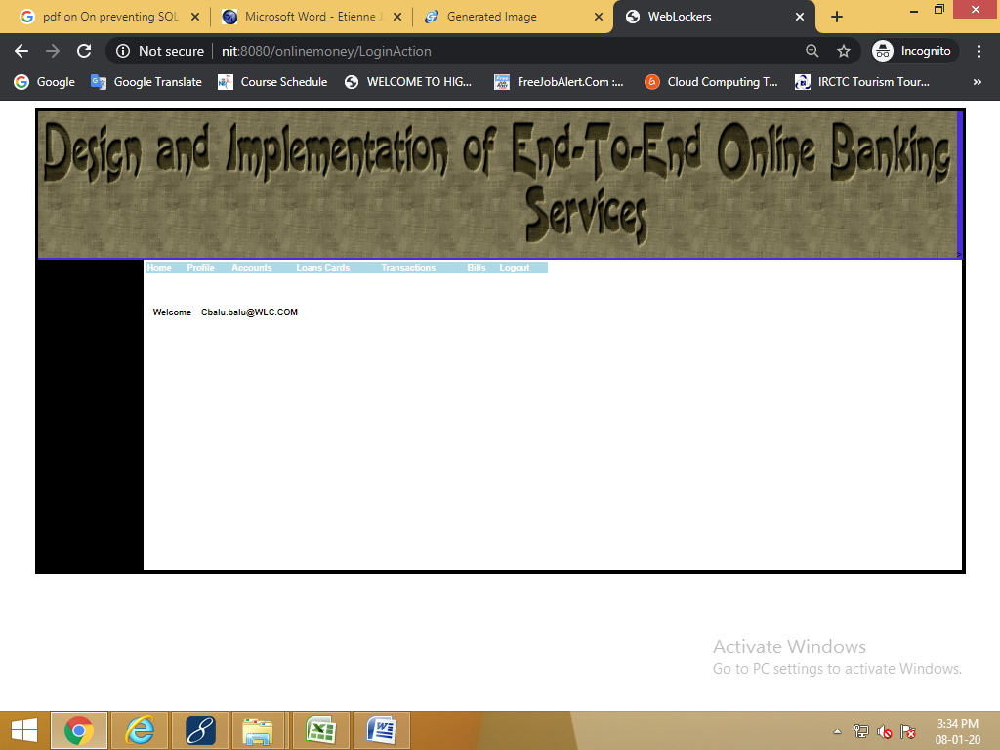 pdf on On preventing SQL
Microsoft Word - Etienne J
Generated Image
WebLockers
Not secure
nit:8080/onlinemoney/LoginAction
Incognito
Google
Google Translate
Course Schedule
WELCOME TO HIG...
FreeJobAlert.Com :...
Cloud Computing T...
IRCTC Tourism Tour...
»
Design and Implementation of End-To-End Online Banking
Services
>
Home Profile Accounts Loans Cards Transactions Bills Logout
Welcome Cbalu.balu@WLC.COM
Activate Windows
Go to PC settings to activate Windows.
3:34 PM
08-01-20